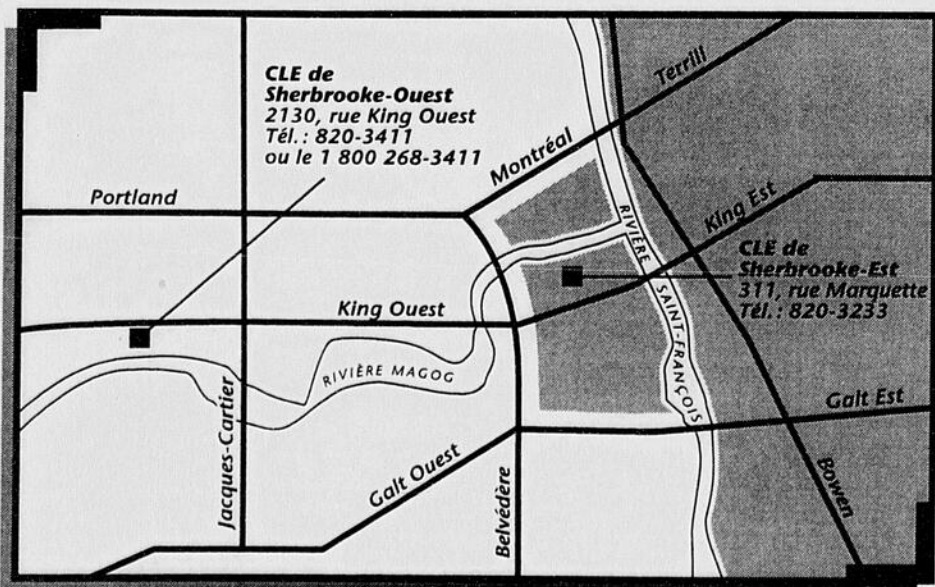 CLE de
Sherbrooke-Ouest
2130, rue King Ouest
Tél. : 820-3411
ou le 1 800 268-3411
Terrill
Montréal
Portland
King Est
RIVIÈRE SAINT-FRANÇOIS
CLE de
Sherbrooke-Est
311, rue Marquette
Tél. : 820-3233
King Ouest
RIVIÈRE MAGOG
Jacques-Cartier
Galt Ouest
Belvédère
Galt Est
Bowen